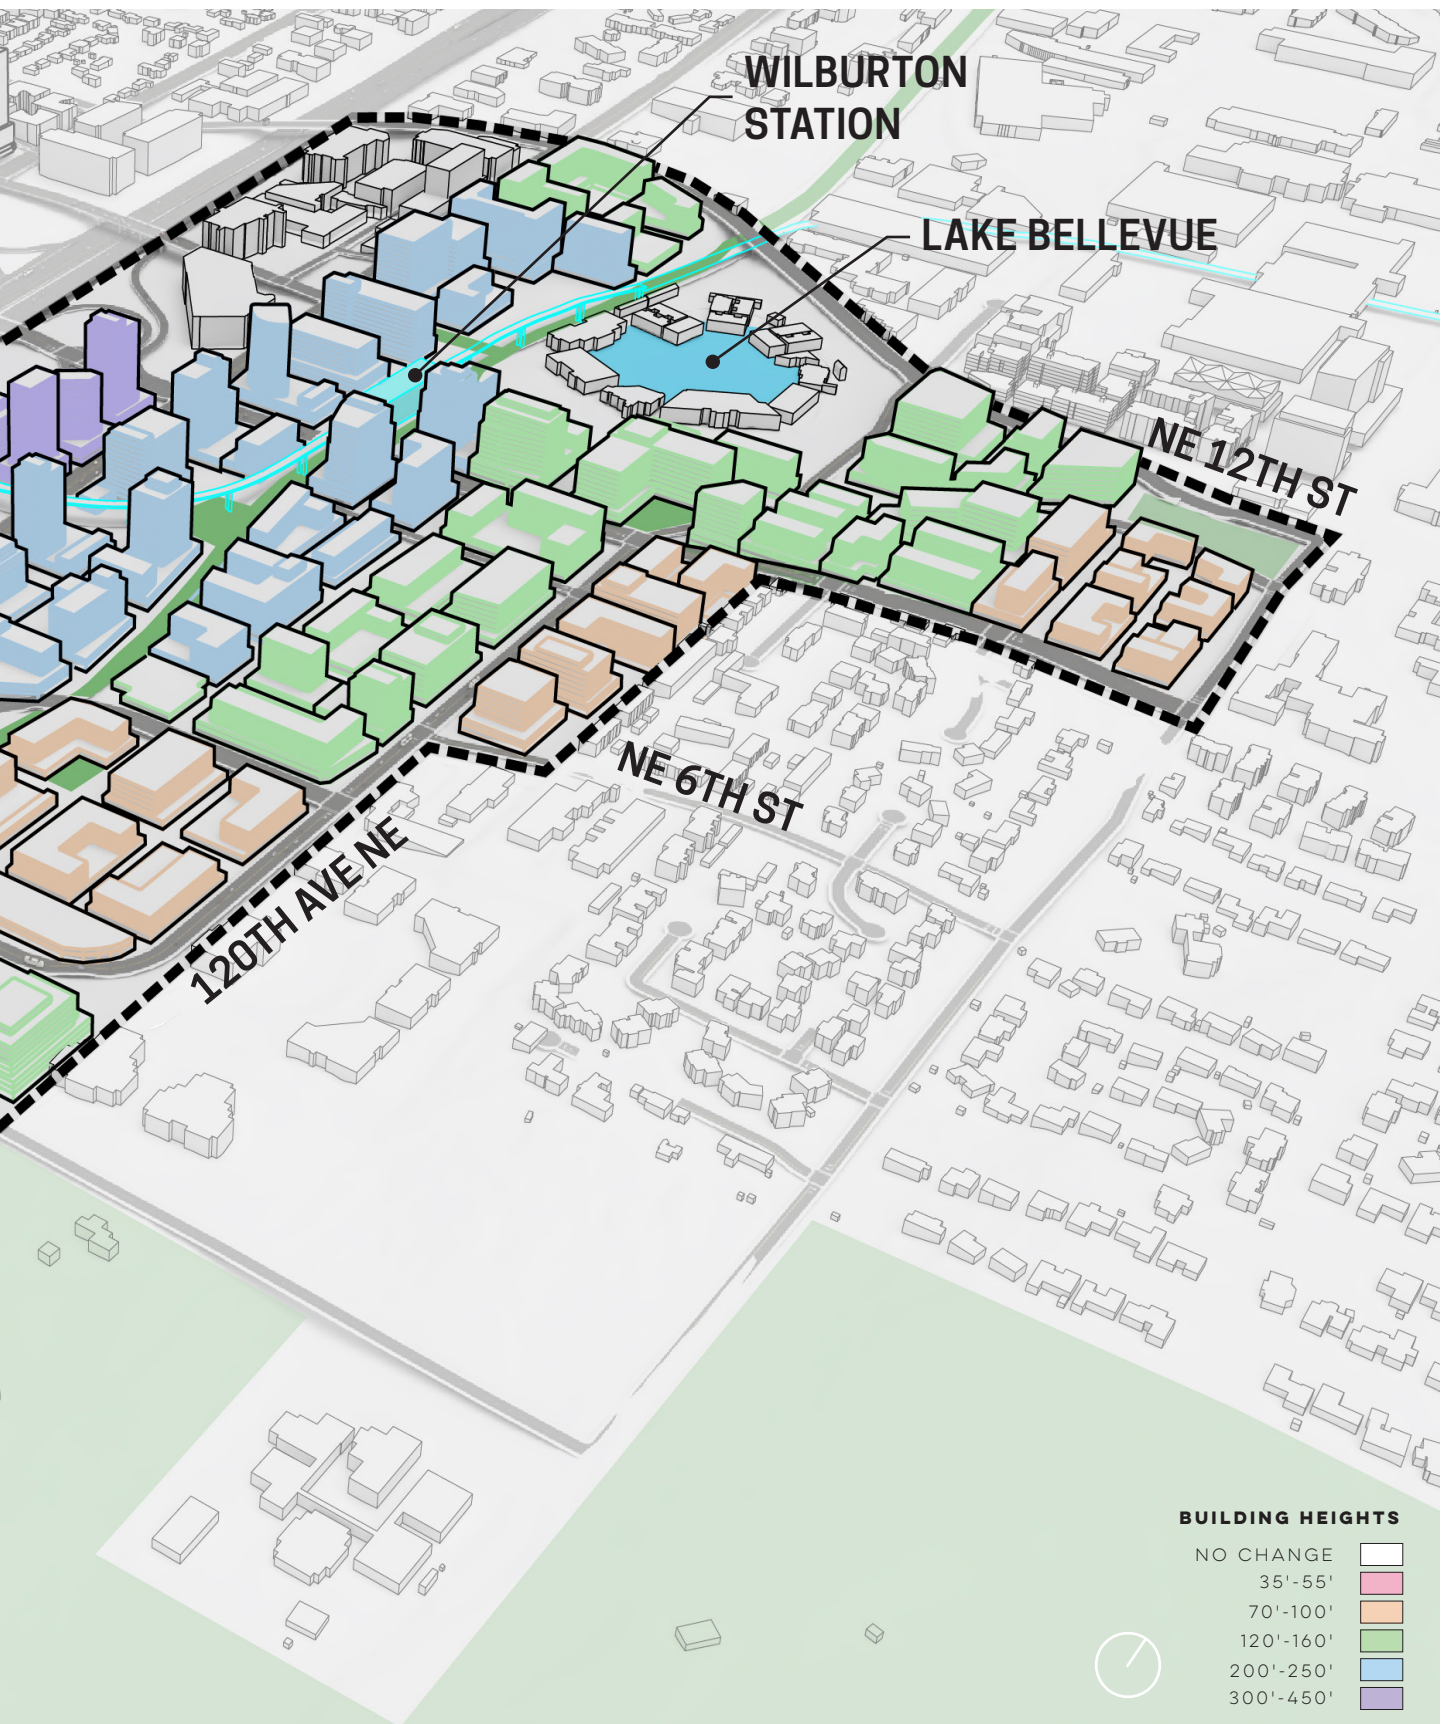 WILBURTON
STATION
LAKE BELLEVUE
NE 12TH ST
NE 6TH ST
120TH AVE NE
BUILDING HEIGHTS
NO CHANGE
35'-55'
70'-100'
120'-160'
200'-250'
300'-450'